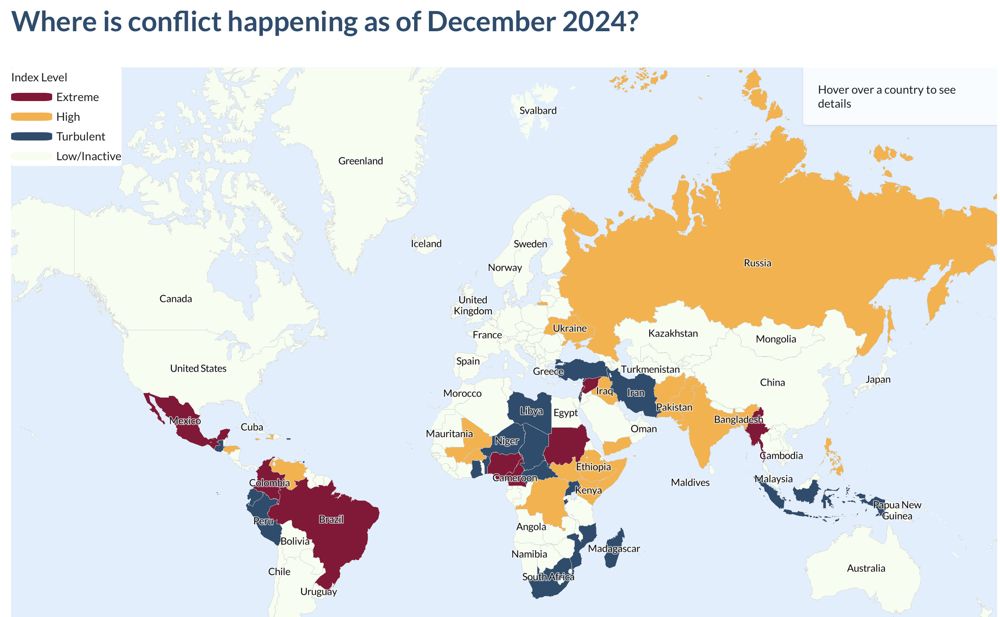 Where is conflict happening as of December 2024?
Index Level
Extreme
High
Turbulent
Low/Inactive
Hover over a country to see
details
Svalbard
Greenland
Iceland
Sweden
Norway
Russia
Canada
United
Kingdom
Ukraine
France
Kazakhstan
Mongolia
United States
Spain
Greece
Turkmenistan
China
Japan
Morocco
Iraq
Iran
Pakistan
Libya
Egypt
Mexico
Cuba
Bangladesh
Oman
Mauritania
Niger
Cambodia
Ethiopia
Colombia
Cameroon
Maldives
Malaysia
Kenya
Papua New
Guinea
Brazil
Peru
Angola
Bolivia
Madagascar
Namibia
Chile
South Africa
Australia
Uruguay